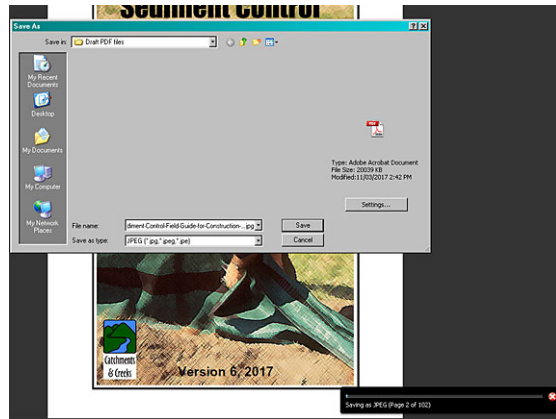 Sediment Control
Save As
Save in:
Draft PDF files
My Recent
Documents
Desktop
My Documents
My Computer
My Network
Places
Type: Adobe Acrobat Document
File Size: 20039 KB
Modified:11/03/2017 2:42 PM
Settings...
File name:
diment-Control-Field-Guide-for-Construction-...jpg
Save
Save as type:
JPEG (*.jpg,*.jpeg,*.jpe)
Cancel
Catchments
& Creeks
Version 6, 2017
Saving as JPEG (Page 2 of 102)